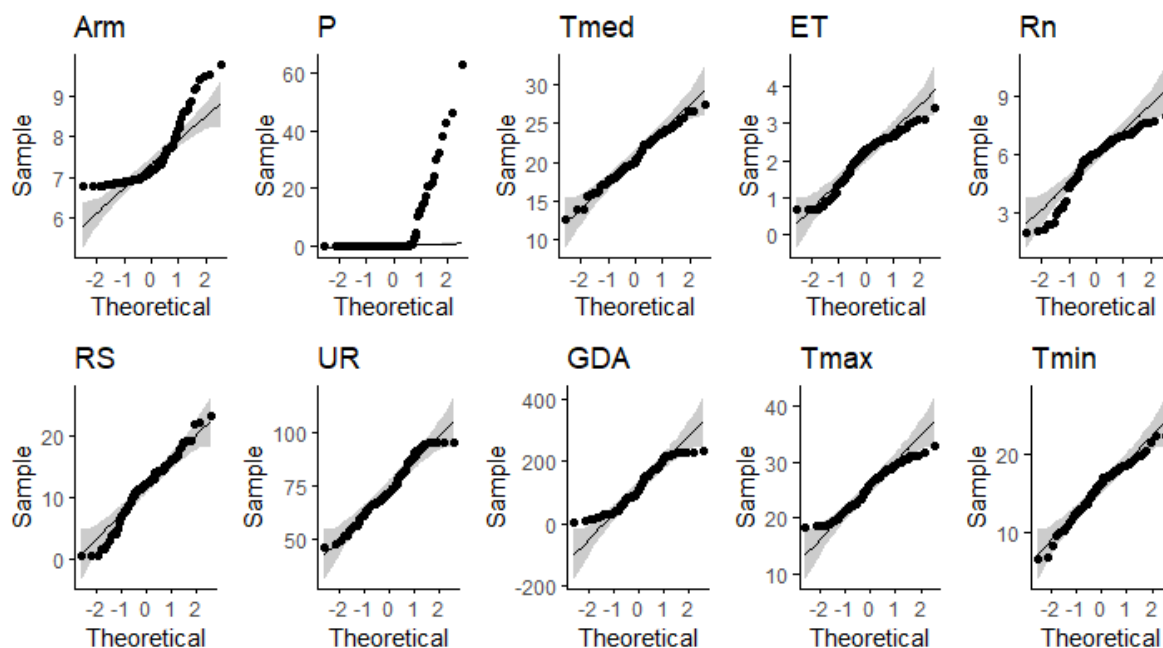 Arm P Tmed ET Rn
Sample 9 8 7 6 -2 -1 0 1 2 Theoretical
Sample 60 40 20 0 -2 -1 0 1 2 Theoretical
Sample 30 25 20 15 10 -2 -1 0 1 2 Theoretical
Sample 4 3 2 1 0 -2 -1 0 1 2 Theoretical
Sample 9 6 3 -2 -1 0 1 2 Theoretical
RS UR GDA Tmax Tmin
Sample 20 10 0 -2 -1 0 1 2 Theoretical
Sample 100 75 50 -2 -1 0 1 2 Theoretical
Sample 400 200 0 -200 -2 -1 0 1 2 Theoretical
Sample 40 30 20 10 -2 -1 0 1 2 Theoretical
Sample 20 10 -2 -1 0 1 2 Theoretical